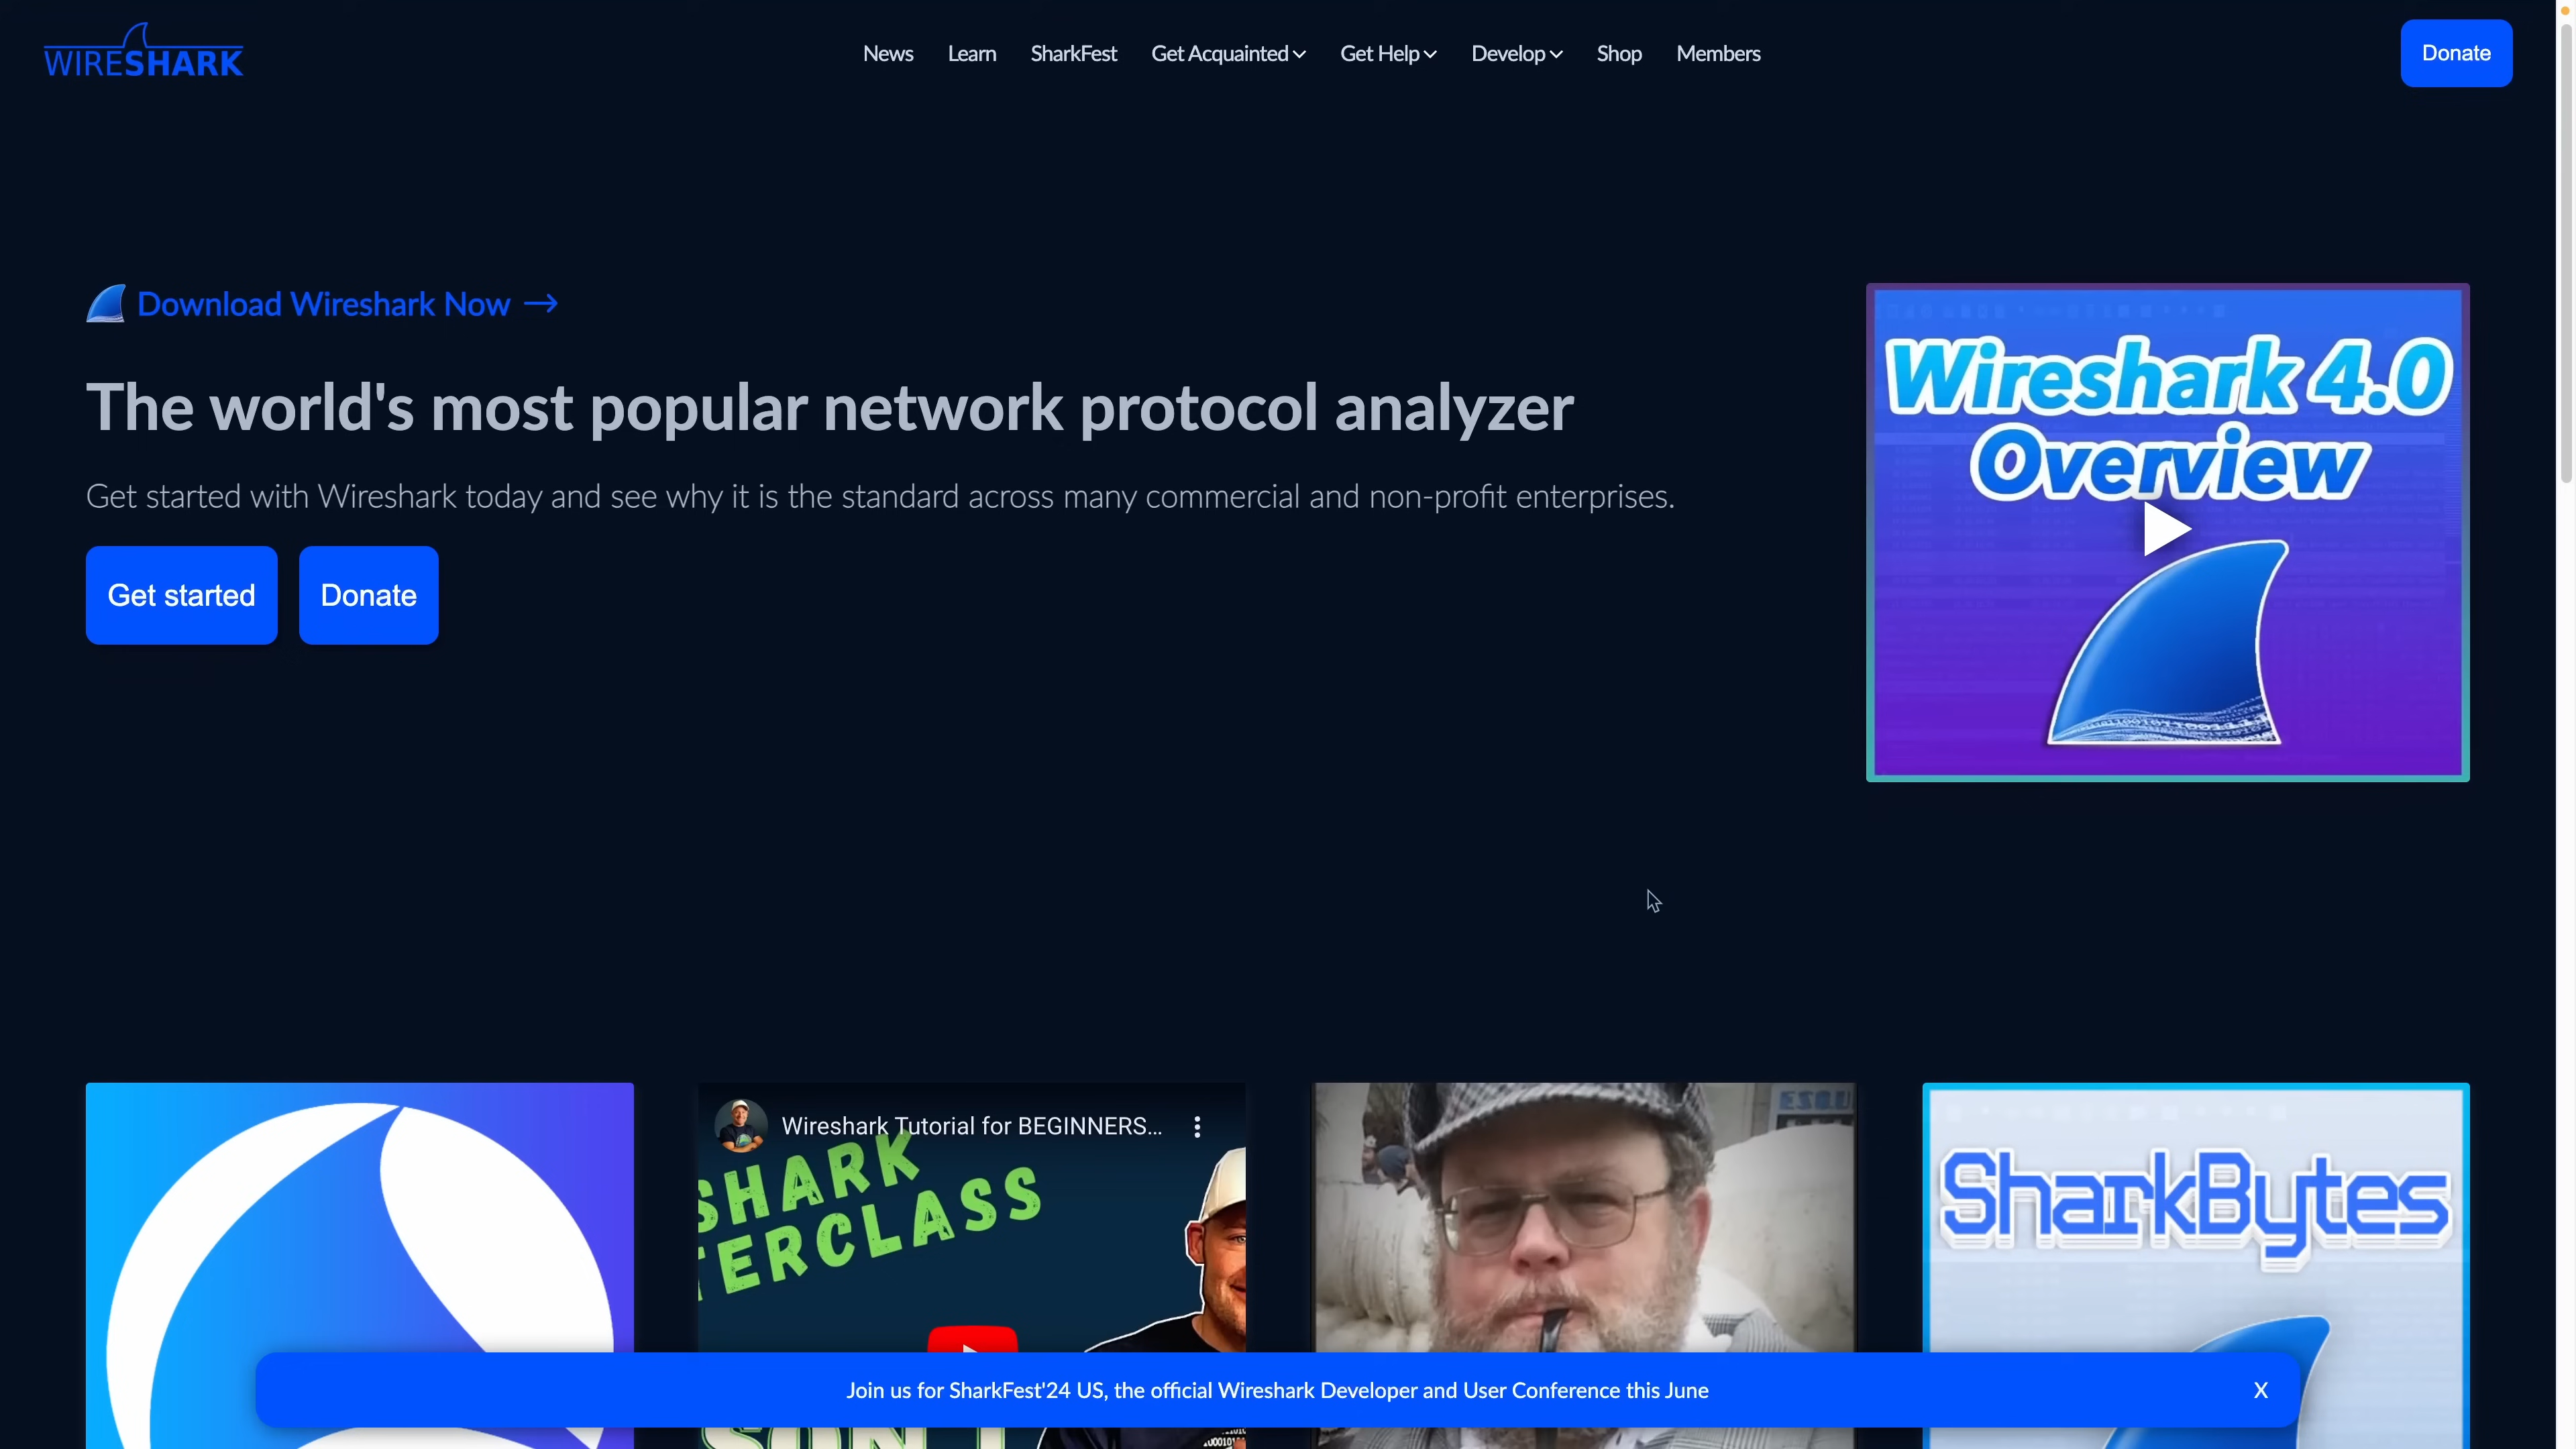 WIRESHARK
News Learn SharkFest Get Acquainted Get Help Develop Shop Members
Donate
Download Wireshark Now
The world's most popular network protocol analyzer
Get started with Wireshark today and see why it is the standard across many commercial and non-profit enterprises.
Get started Donate
Wireshark 4.0
Overview
Wireshark Tutorial for BEGINNERS...
SHARK
TERCLASS
SharkBytes
Join us for SharkFest'24 US, the official Wireshark Developer and User Conference this June
X